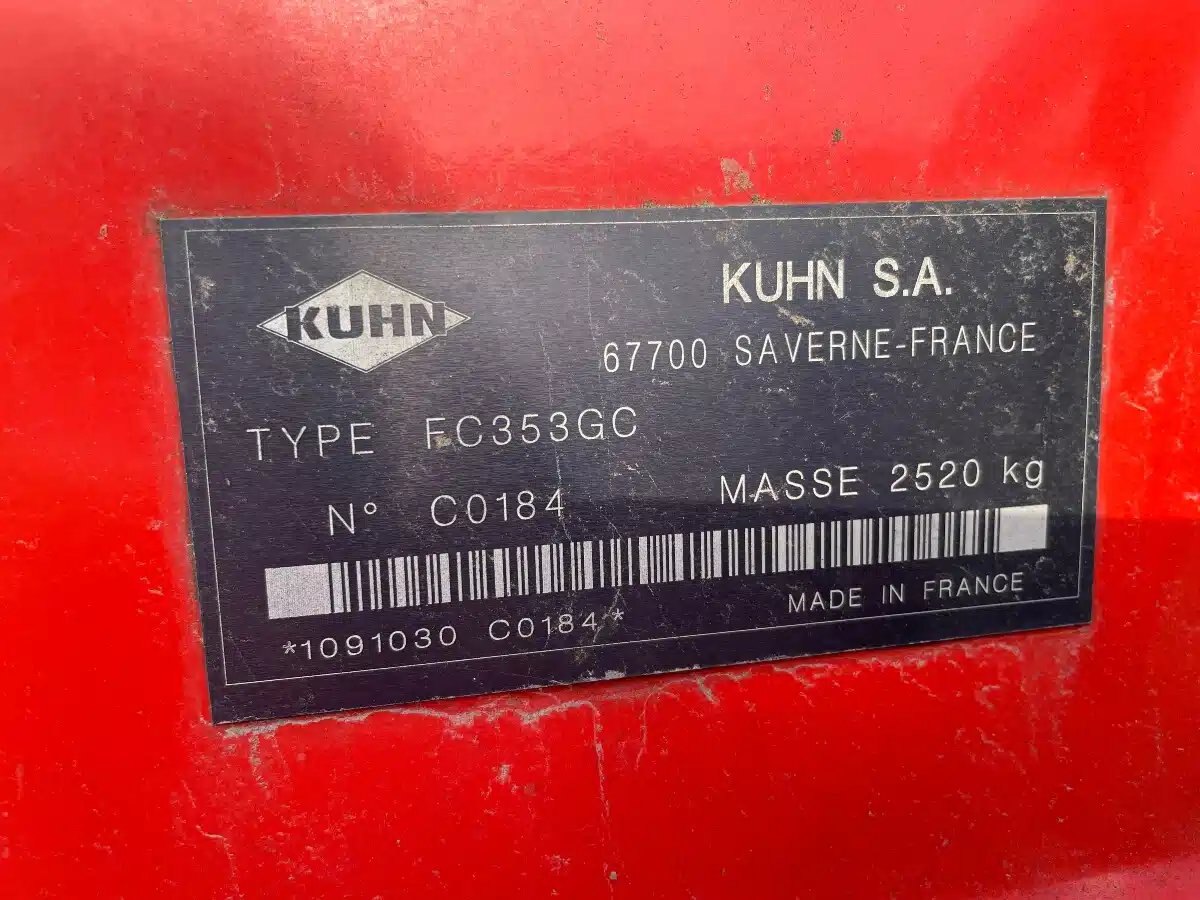 KUHN
KUHN S.A.
67700 SAVERNE-FRANCE
TYPE FC353GC
N° C0184
MASSE 2520 kg
*1091030 C0184*
MADE IN FRANCE